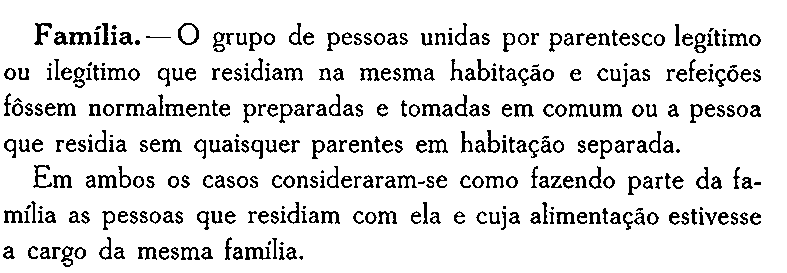 Família. — O grupo de pessoas unidas por parentesco legítimo
ou ilegítimo que residiam na mesma habitação e cujas refeições
fôssem normalmente preparadas e tomadas em comum ou a pessoa
que residia sem quaisquer parentes em habitação separada.
Em ambos os casos consideraram-se como fazendo parte da fa-
mília as pessoas que residiam com ela e cuja alimentação estivesse
a cargo da mesma família.